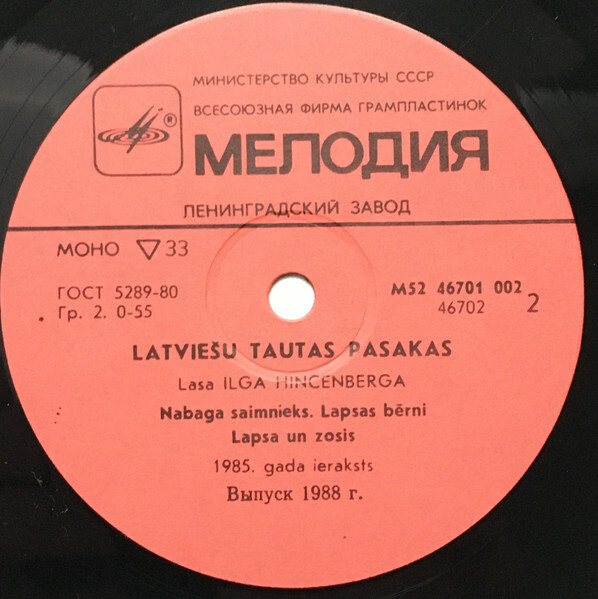 МИНИСТЕРСТВО КУЛЬТУРЫ СССР
ВСЕСОЮЗНАЯ ФИРМА ГРАМПЛАСТИНОК
®
МЕЛОДИЯ
ЛЕНИНГРАДСКИЙ ЗАВОД
МОНО ▽ 33
ГОСТ 5289-80
Гр. 2. 0-55
М52 46701 002
46702 2
LATVIEŠU TAUTAS PASAKAS
Lasa ILGA HINCENBERGA
Nabaga saimnieks. Lapsas bērni
Lapsa un zosis
1985. gada ieraksts
Выпуск 1988 г.